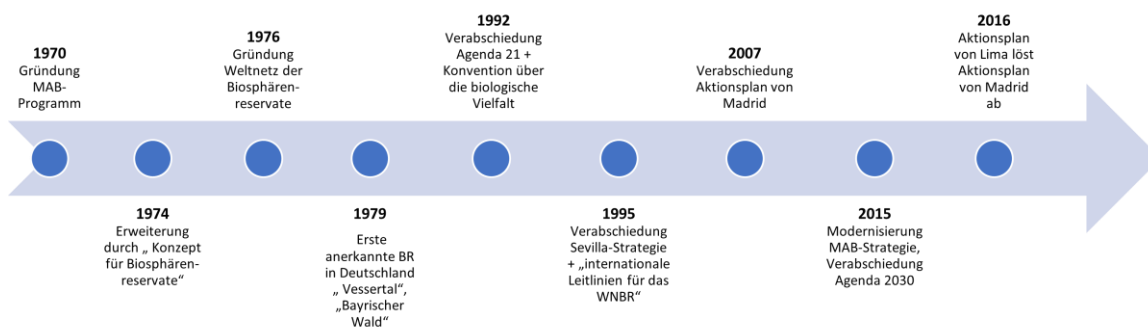 1970
Gründung
MAB-
Programm
1974
Erweiterung
durch „ Konzept
für Biosphären-
reservate“
1976
Gründung
Weltnetz der
Biosphären-
reservate
1979
Erste
anerkannte BR
in Deutschland
„ Vessertal“,
„Bayrischer
Wald“
1992
Verabschiedung
Agenda 21 +
Konvention über
die biologische
Vielfalt
1995
Verabschiedung
Sevilla-Strategie
+ „internationale
Leitlinien für das
WNBR“
2007
Verabschiedung
Aktionsplan von
Madrid
2015
Modernisierung
MAB-Strategie,
Verabschiedung
Agenda 2030
2016
Aktionsplan
von Lima löst
Aktionsplan
von Madrid
ab